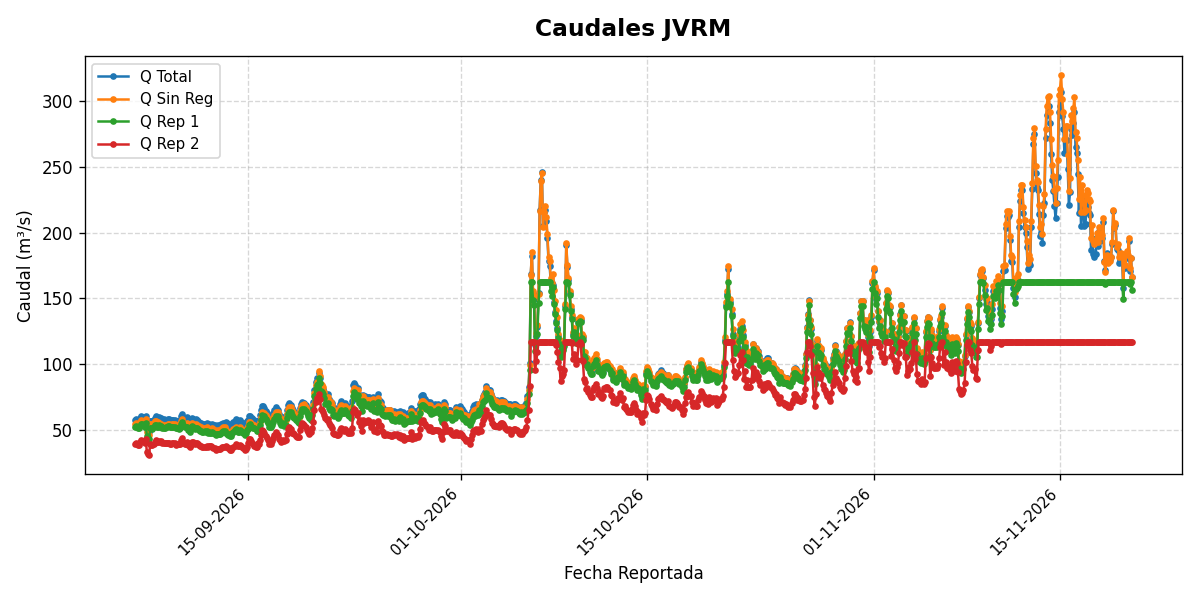 Caudales JVRM
Q Total
Q Sin Reg
Q Rep 1
Q Rep 2
Caudal (m³/s)
300
250
200
150
100
50
15-09-2026
01-10-2026
15-10-2026
01-11-2026
15-11-2026
Fecha Reportada